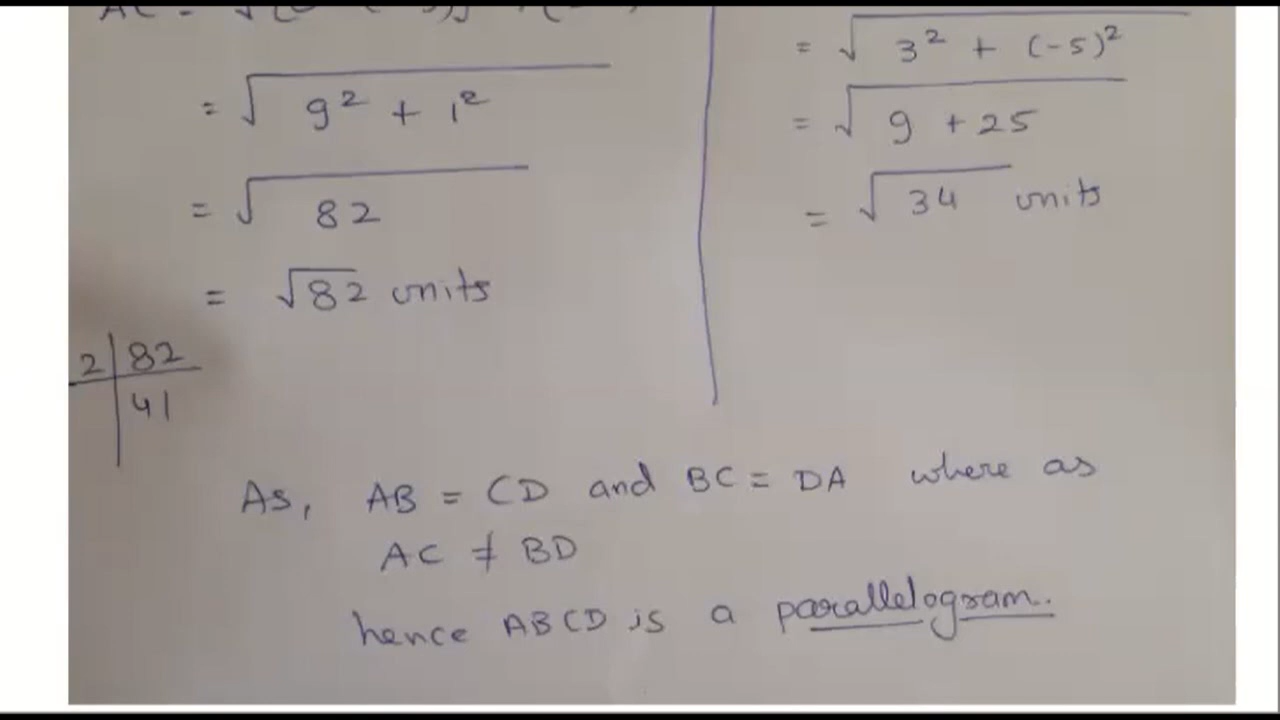 = √ 9² + 1²
= √ 82
= √82 units
2 | 82
41
= √ 3² + (-5)²
= √ 9 + 25
= √ 34 units
As, AB = CD and BC = DA where as
AC ≠ BD
hence ABCD is a parallelogram.